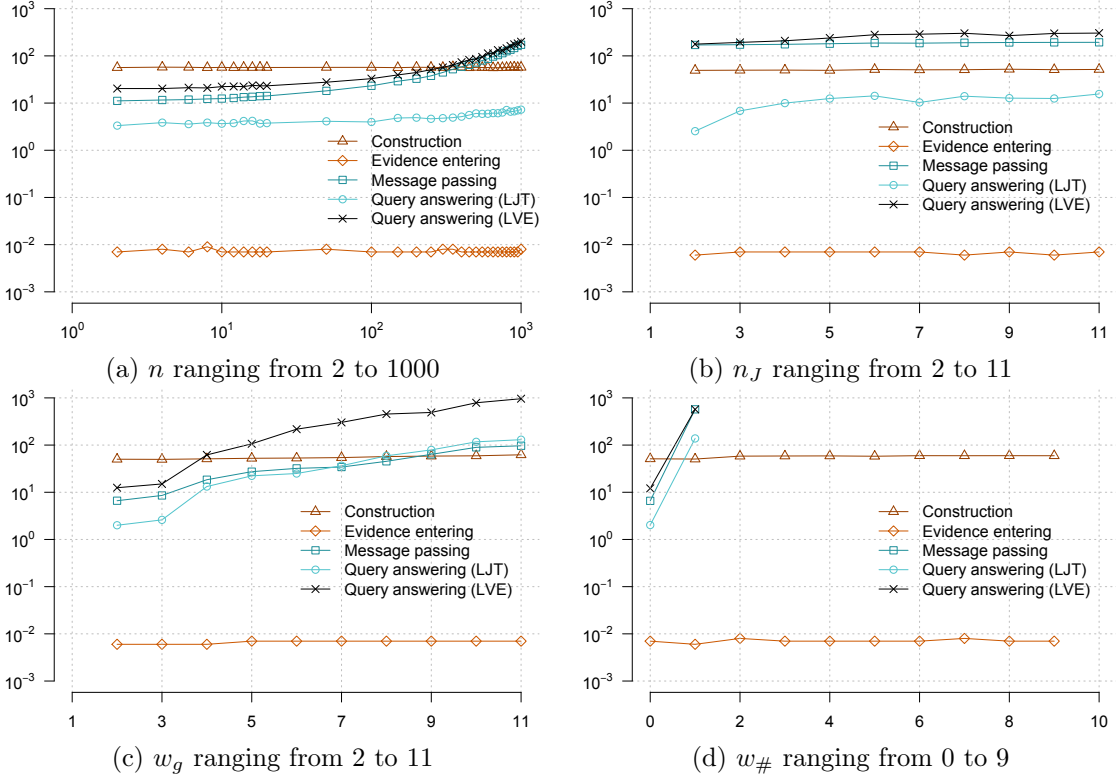 10³
10²
10¹
10⁰
10⁻¹
10⁻²
10⁻³
Construction
Evidence entering
Message passing
Query answering (LJT)
Query answering (LVE)
10⁰ 10¹ 10² 10³
(a) n ranging from 2 to 1000
10³
10²
10¹
10⁰
10⁻¹
10⁻²
10⁻³
Construction
Evidence entering
Message passing
Query answering (LJT)
Query answering (LVE)
1 3 5 7 9 11
(b) n_J ranging from 2 to 11
10³
10²
10¹
10⁰
10⁻¹
10⁻²
10⁻³
Construction
Evidence entering
Message passing
Query answering (LJT)
Query answering (LVE)
1 3 5 7 9 11
(c) w_g ranging from 2 to 11
10³
10²
10¹
10⁰
10⁻¹
10⁻²
10⁻³
Construction
Evidence entering
Message passing
Query answering (LJT)
Query answering (LVE)
0 2 4 6 8 10
(d) w_# ranging from 0 to 9